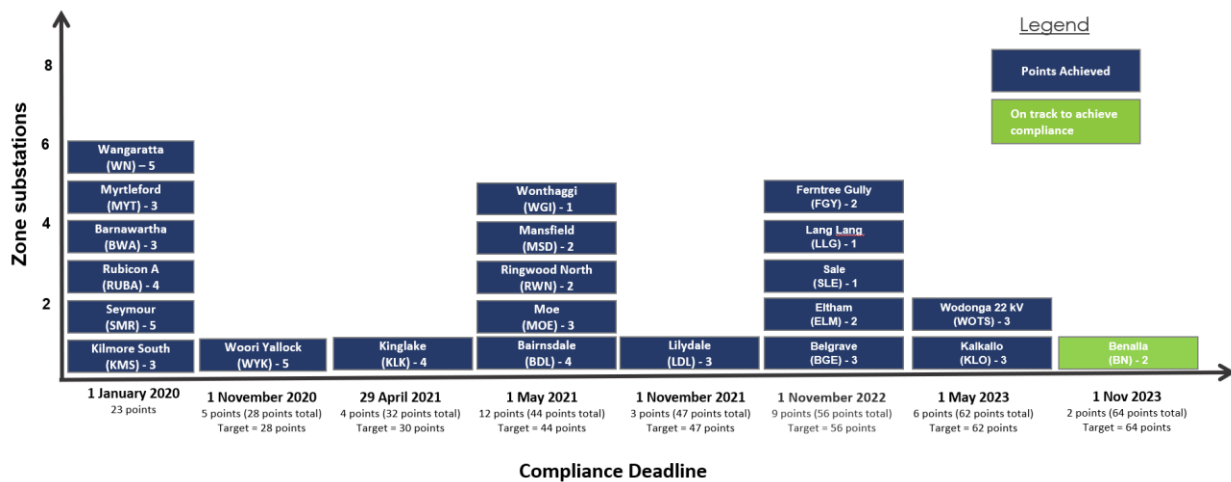 Legend
Points Achieved
On track to achieve
compliance
Zone substations
8
6
4
2
Wangaratta
(WN) – 5
Myrtleford
(MYT) - 3
Barnawartha
(BWA) - 3
Rubicon A
(RUBA) - 4
Seymour
(SMR) - 5
Kilmore South
(KMS) - 3
Woori Yallock
(WYK) - 5
Kinglake
(KLK) - 4
Wonthaggi
(WGI) - 1
Mansfield
(MSD) - 2
Ringwood North
(RWN) - 2
Moe
(MOE) - 3
Bairnsdale
(BDL) - 4
Lilydale
(LDL) - 3
Ferntree Gully
(FGY) - 2
Lang Lang
(LLG) - 1
Sale
(SLE) - 1
Eltham
(ELM) - 2
Belgrave
(BGE) - 3
Wodonga 22 kV
(WOTS) - 3
Kalkallo
(KLO) - 3
Benalla
(BN) - 2
1 January 2020
23 points
1 November 2020
5 points (28 points total)
Target = 28 points
29 April 2021
4 points (32 points total)
Target = 30 points
1 May 2021
12 points (44 points total)
Target = 44 points
1 November 2021
3 points (47 points total)
Target = 47 points
1 November 2022
9 points (56 points total)
Target = 56 points
1 May 2023
6 points (62 points total)
Target = 62 points
1 Nov 2023
2 points (64 points total)
Target = 64 points
Compliance Deadline